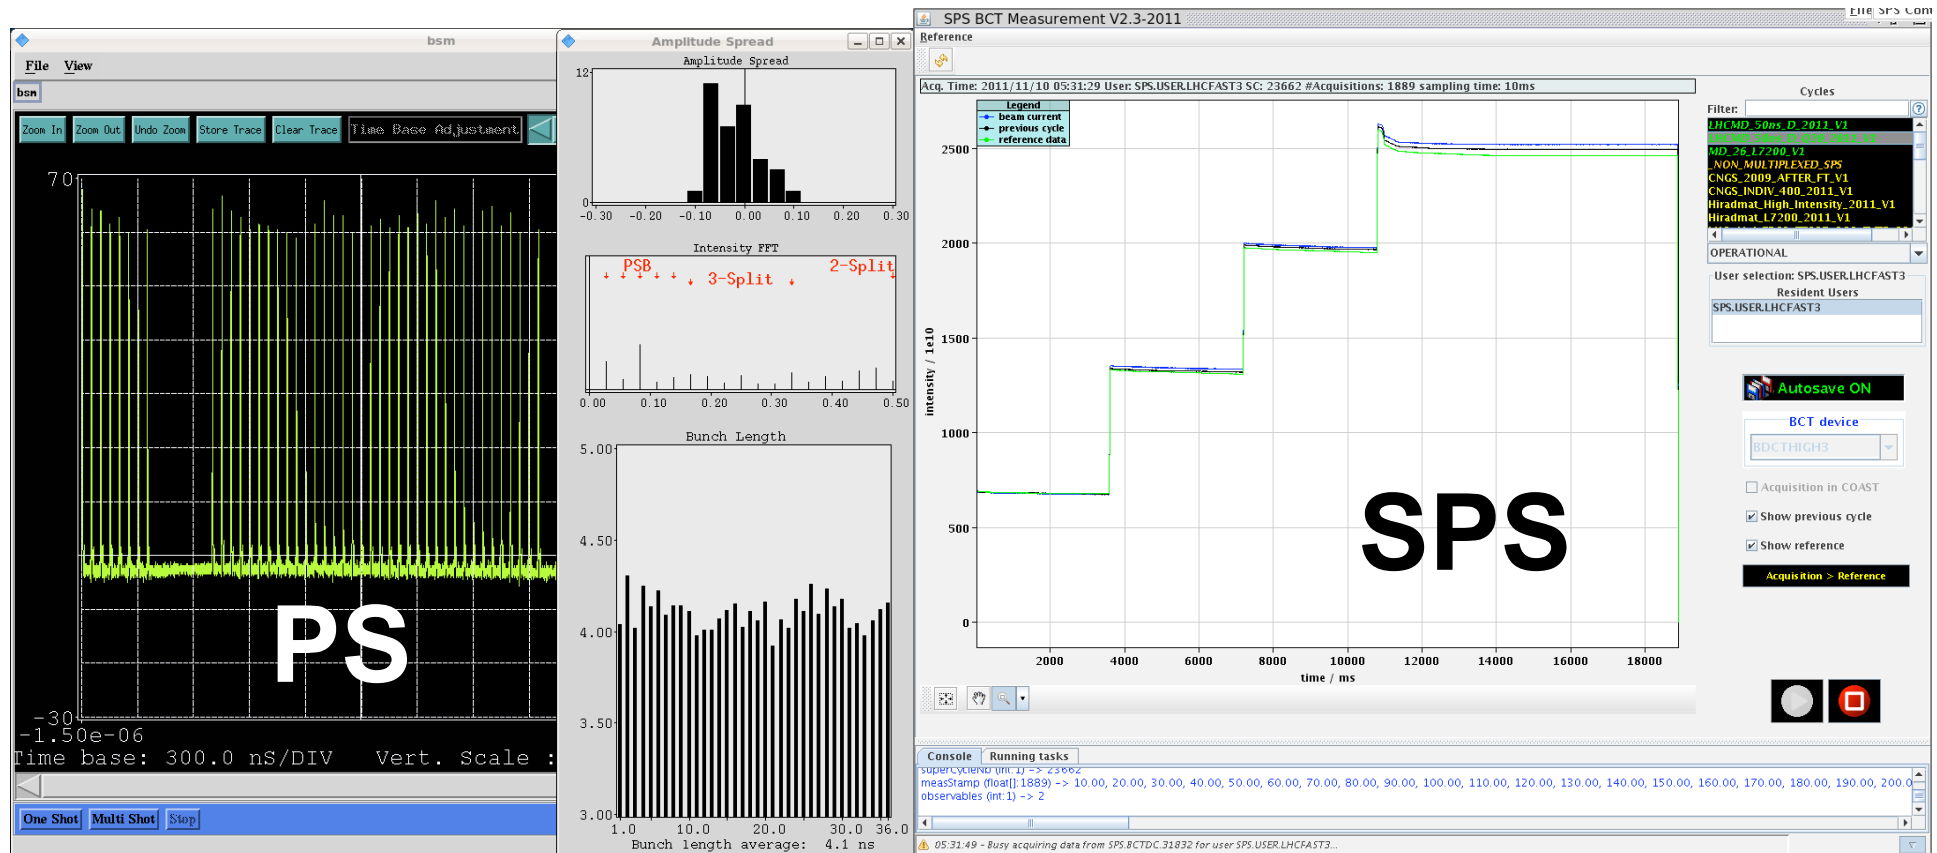 bsm
File View
bsm
Zoom In Zoom Out Undo Zoom Store Trace Clear Trace Time Base Adjustment
70
-30
-1.50e-06
Time base: 300.0 nS/DIV Vert. Scale :
PS
One Shot Multi Shot Stop
Amplitude Spread
Amplitude Spread
12
0
-0.30 -0.20 -0.10 0.00 0.10 0.20 0.30
Intensity FFT
PSB 3-Split 2-Split
0.00 0.10 0.20 0.30 0.40 0.50
Bunch Length
5.00
4.50
4.00
3.50
3.00
1.0 10.0 20.0 30.0 36.0
Bunch length average: 4.1 ns
SPS BCT Measurement V2.3-2011
File SPS Cont
Reference
Acq. Time: 2011/11/10 05:31:29 User: SPS.USER.LHCFAST3 SC: 23662 #Acquisitions: 1889 sampling time: 10ms
Legend
beam current
previous cycle
reference data
intensity / 1e10
2500
2000
1500
1000
500
0
2000 4000 6000 8000 10000 12000 14000 16000 18000
time / ms
SPS
Cycles
Filter:
LHCMD_50ns_D_2011_V1
MD_26_L7200_V1
_NON_MULTIPLEXED_SPS
CNGS_2009_AFTER_FT_V1
CNGS_INDIV_400_2011_V1
Hiradmat_High_Intensity_2011_V1
Hiradmat_L7200_2011_V1
OPERATIONAL
User selection: SPS.USER.LHCFAST3
Resident Users
SPS.USER.LHCFAST3
Autosave ON
BCT device
BDCTHIGH3
Acquisition in COAST
Show previous cycle
Show reference
Acquisition > Reference
Console Running tasks
superCycleNb (int:1) -> 23662
measStamp (float[]:1889) -> 10.00, 20.00, 30.00, 40.00, 50.00, 60.00, 70.00, 80.00, 90.00, 100.00, 110.00, 120.00, 130.00, 140.00, 150.00, 160.00, 170.00, 180.00, 190.00, 200.0
observables (int:1) -> 2
05:31:49 - Busy acquiring data from SPS.BCTDC.31832 for user SPS.USER.LHCFAST3...